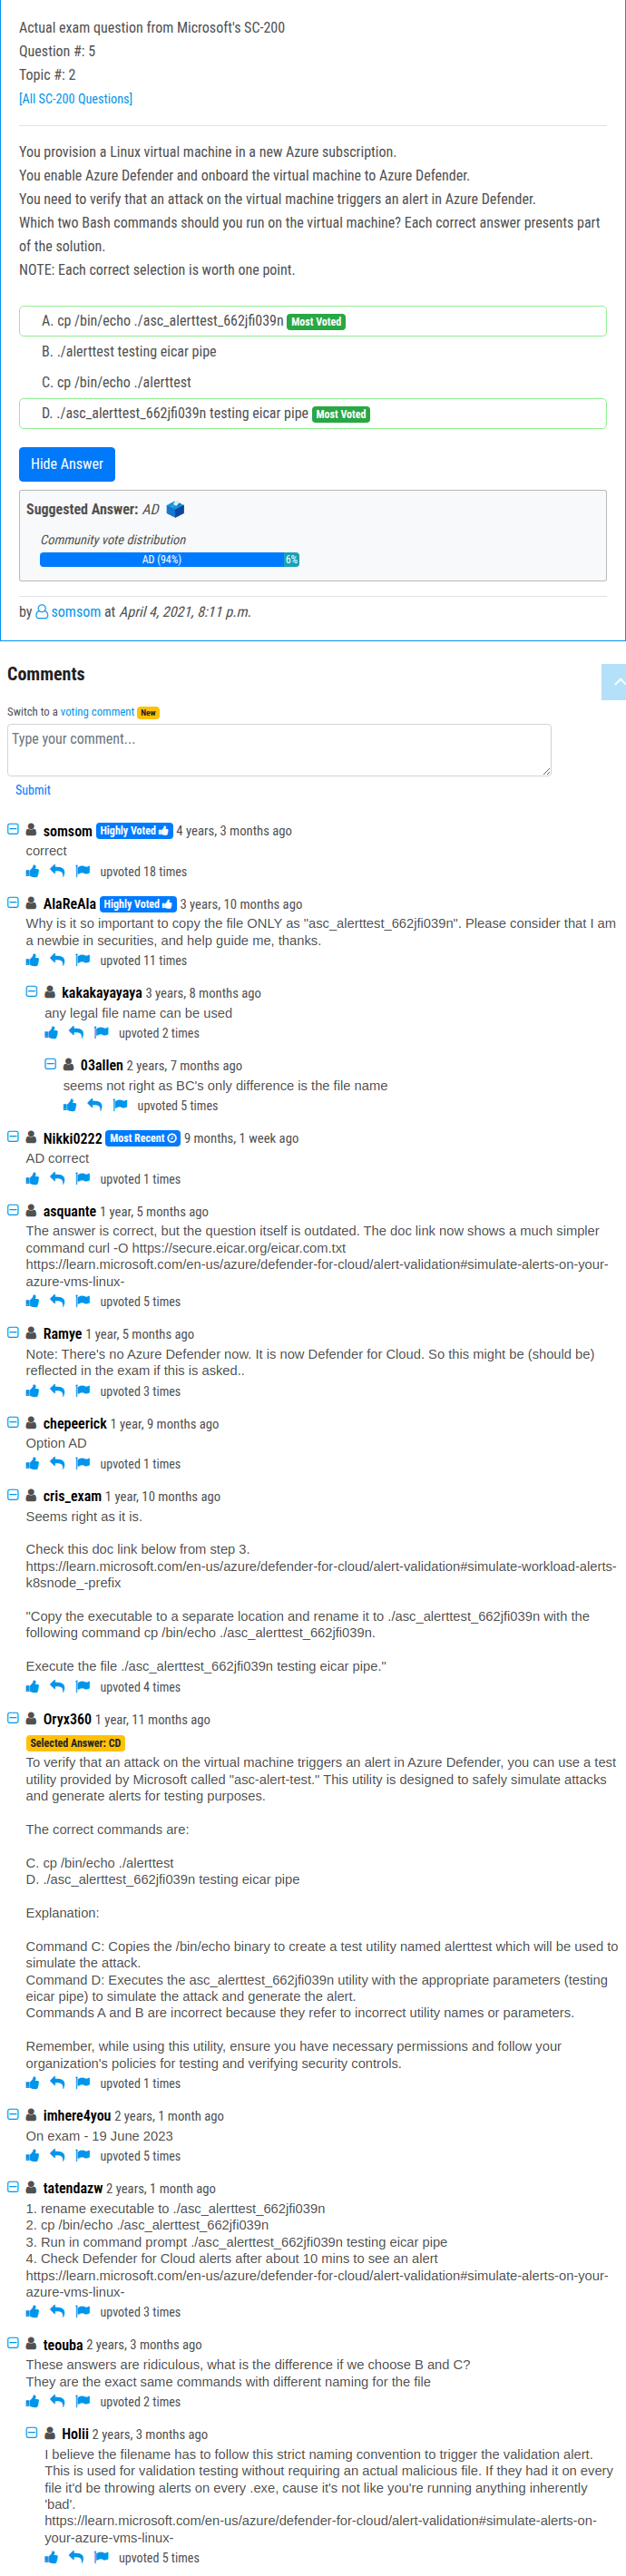 Actual exam question from Microsoft's SC-200
Question #: 5
Topic #: 2
[All SC-200 Questions]
You provision a Linux virtual machine in a new Azure subscription.
You enable Azure Defender and onboard the virtual machine to Azure Defender.
You need to verify that an attack on the virtual machine triggers an alert in Azure Defender.
Which two Bash commands should you run on the virtual machine? Each correct answer presents part
of the solution.
NOTE: Each correct selection is worth one point.
A. cp /bin/echo ./asc_alerttest_662jfi039n Most Voted
B. ./alerttest testing eicar pipe
C. cp /bin/echo ./alerttest
D. ./asc_alerttest_662jfi039n testing eicar pipe Most Voted
Hide Answer
Suggested Answer: AD
Community vote distribution
AD (94%) 6%
by somsom at April 4, 2021, 8:11 p.m.
Comments
Switch to a voting comment New
Type your comment...
Submit
somsom Highly Voted 4 years, 3 months ago
correct
upvoted 18 times
AlaReAla Highly Voted 3 years, 10 months ago
Why is it so important to copy the file ONLY as "asc_alerttest_662jfi039n". Please consider that I am
a newbie in securities, and help guide me, thanks.
upvoted 11 times
kakakayayaya 3 years, 8 months ago
any legal file name can be used
upvoted 2 times
03allen 2 years, 7 months ago
seems not right as BC's only difference is the file name
upvoted 5 times
Nikki0222 Most Recent 9 months, 1 week ago
AD correct
upvoted 1 times
asquante 1 year, 5 months ago
The answer is correct, but the question itself is outdated. The doc link now shows a much simpler
command curl -O https://secure.eicar.org/eicar.com.txt
https://learn.microsoft.com/en-us/azure/defender-for-cloud/alert-validation#simulate-alerts-on-your-
azure-vms-linux-
upvoted 5 times
Ramye 1 year, 5 months ago
Note: There's no Azure Defender now. It is now Defender for Cloud. So this might be (should be)
reflected in the exam if this is asked..
upvoted 3 times
chepeerick 1 year, 9 months ago
Option AD
upvoted 1 times
cris_exam 1 year, 10 months ago
Seems right as it is.
Check this doc link below from step 3.
https://learn.microsoft.com/en-us/azure/defender-for-cloud/alert-validation#simulate-workload-alerts-
k8snode_-prefix
"Copy the executable to a separate location and rename it to ./asc_alerttest_662jfi039n with the
following command cp /bin/echo ./asc_alerttest_662jfi039n.
Execute the file ./asc_alerttest_662jfi039n testing eicar pipe."
upvoted 4 times
Oryx360 1 year, 11 months ago
Selected Answer: CD
To verify that an attack on the virtual machine triggers an alert in Azure Defender, you can use a test
utility provided by Microsoft called "asc-alert-test." This utility is designed to safely simulate attacks
and generate alerts for testing purposes.
The correct commands are:
C. cp /bin/echo ./alerttest
D. ./asc_alerttest_662jfi039n testing eicar pipe
Explanation:
Command C: Copies the /bin/echo binary to create a test utility named alerttest which will be used to
simulate the attack.
Command D: Executes the asc_alerttest_662jfi039n utility with the appropriate parameters (testing
eicar pipe) to simulate the attack and generate the alert.
Commands A and B are incorrect because they refer to incorrect utility names or parameters.
Remember, while using this utility, ensure you have necessary permissions and follow your
organization's policies for testing and verifying security controls.
upvoted 1 times
imhere4you 2 years, 1 month ago
On exam - 19 June 2023
upvoted 5 times
tatendazw 2 years, 1 month ago
1. rename executable to ./asc_alerttest_662jfi039n
2. cp /bin/echo ./asc_alerttest_662jfi039n
3. Run in command prompt ./asc_alerttest_662jfi039n testing eicar pipe
4. Check Defender for Cloud alerts after about 10 mins to see an alert
https://learn.microsoft.com/en-us/azure/defender-for-cloud/alert-validation#simulate-alerts-on-your-
azure-vms-linux-
upvoted 3 times
teouba 2 years, 3 months ago
These answers are ridiculous, what is the difference if we choose B and C?
They are the exact same commands with different naming for the file
upvoted 2 times
Holii 2 years, 3 months ago
I believe the filename has to follow this strict naming convention to trigger the validation alert.
This is used for validation testing without requiring an actual malicious file. If they had it on every
file it'd be throwing alerts on every .exe, cause it's not like you're running anything inherently
'bad'.
https://learn.microsoft.com/en-us/azure/defender-for-cloud/alert-validation#simulate-alerts-on-
your-azure-vms-linux-
upvoted 5 times